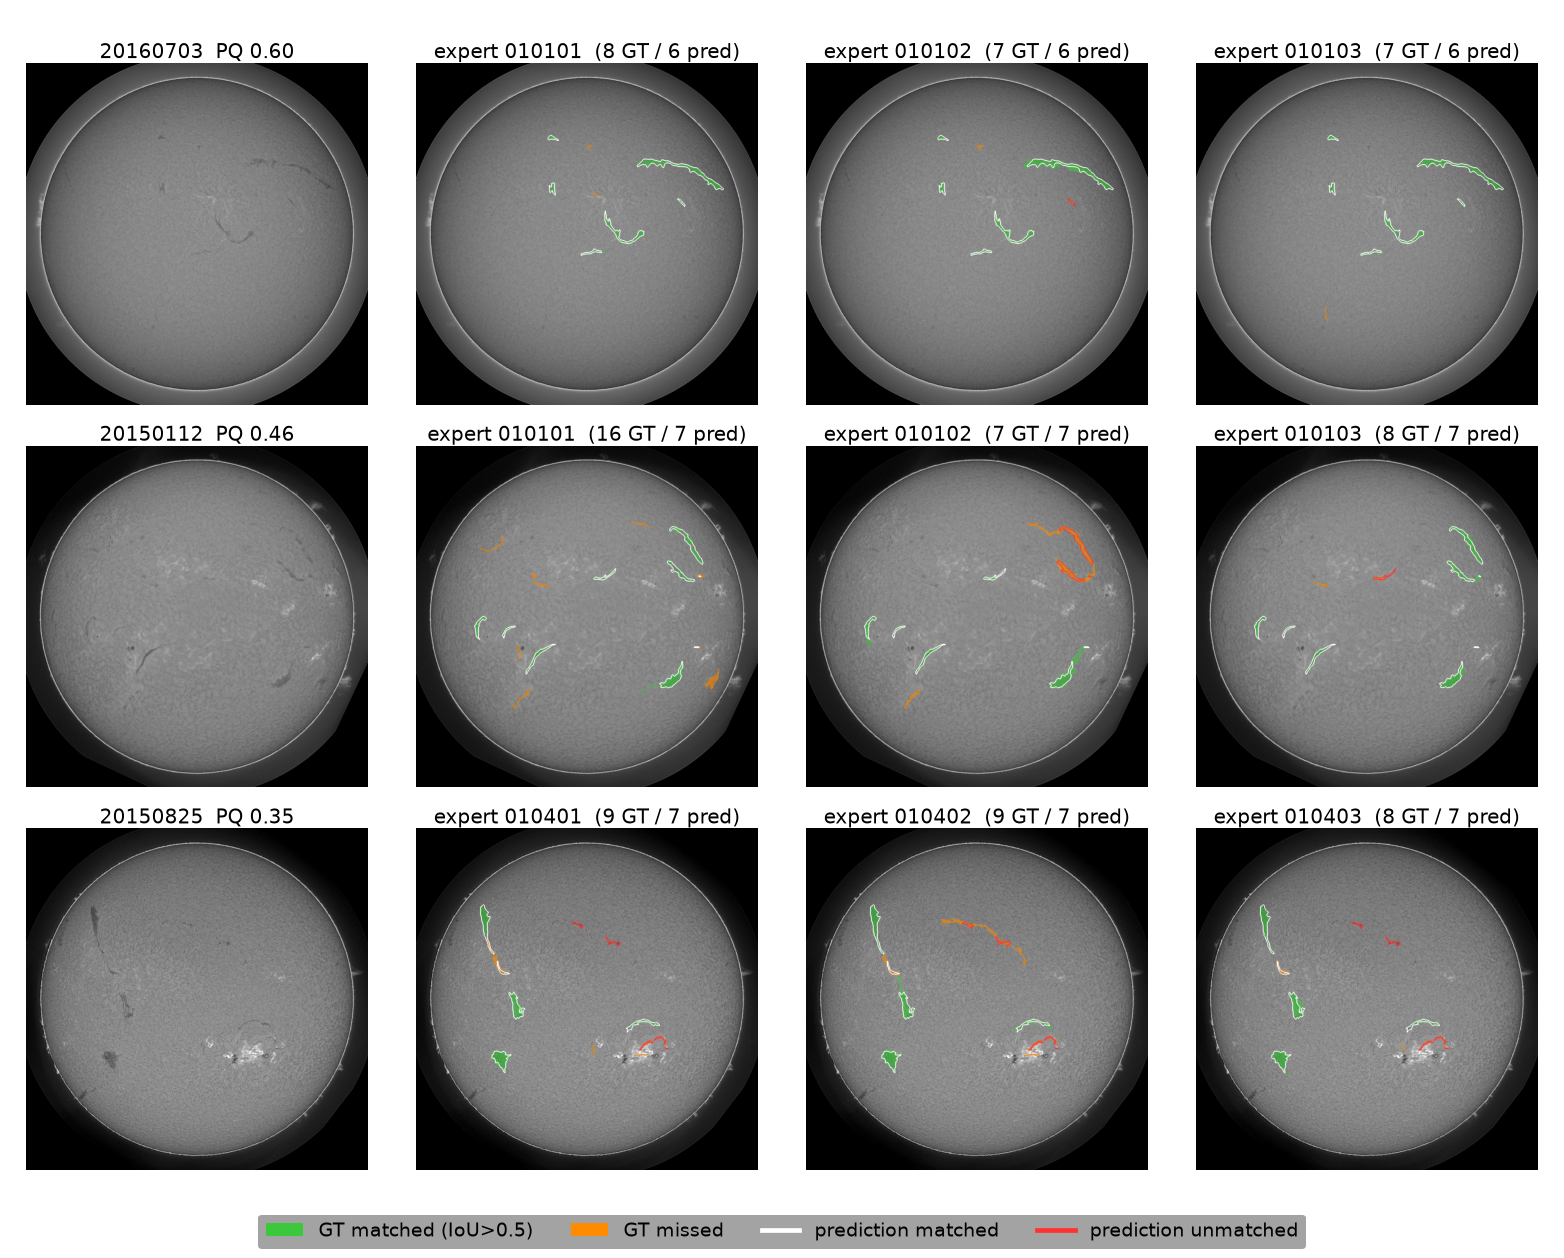 20160703  PQ 0.60
expert 010101  (8 GT / 6 pred)
expert 010102  (7 GT / 6 pred)
expert 010103  (7 GT / 6 pred)
20150112  PQ 0.46
expert 010101  (16 GT / 7 pred)
expert 010102  (7 GT / 7 pred)
expert 010103  (8 GT / 7 pred)
20150825  PQ 0.35
expert 010401  (9 GT / 7 pred)
expert 010402  (9 GT / 7 pred)
expert 010403  (8 GT / 7 pred)
GT matched (IoU>0.5)
GT missed
prediction matched
prediction unmatched